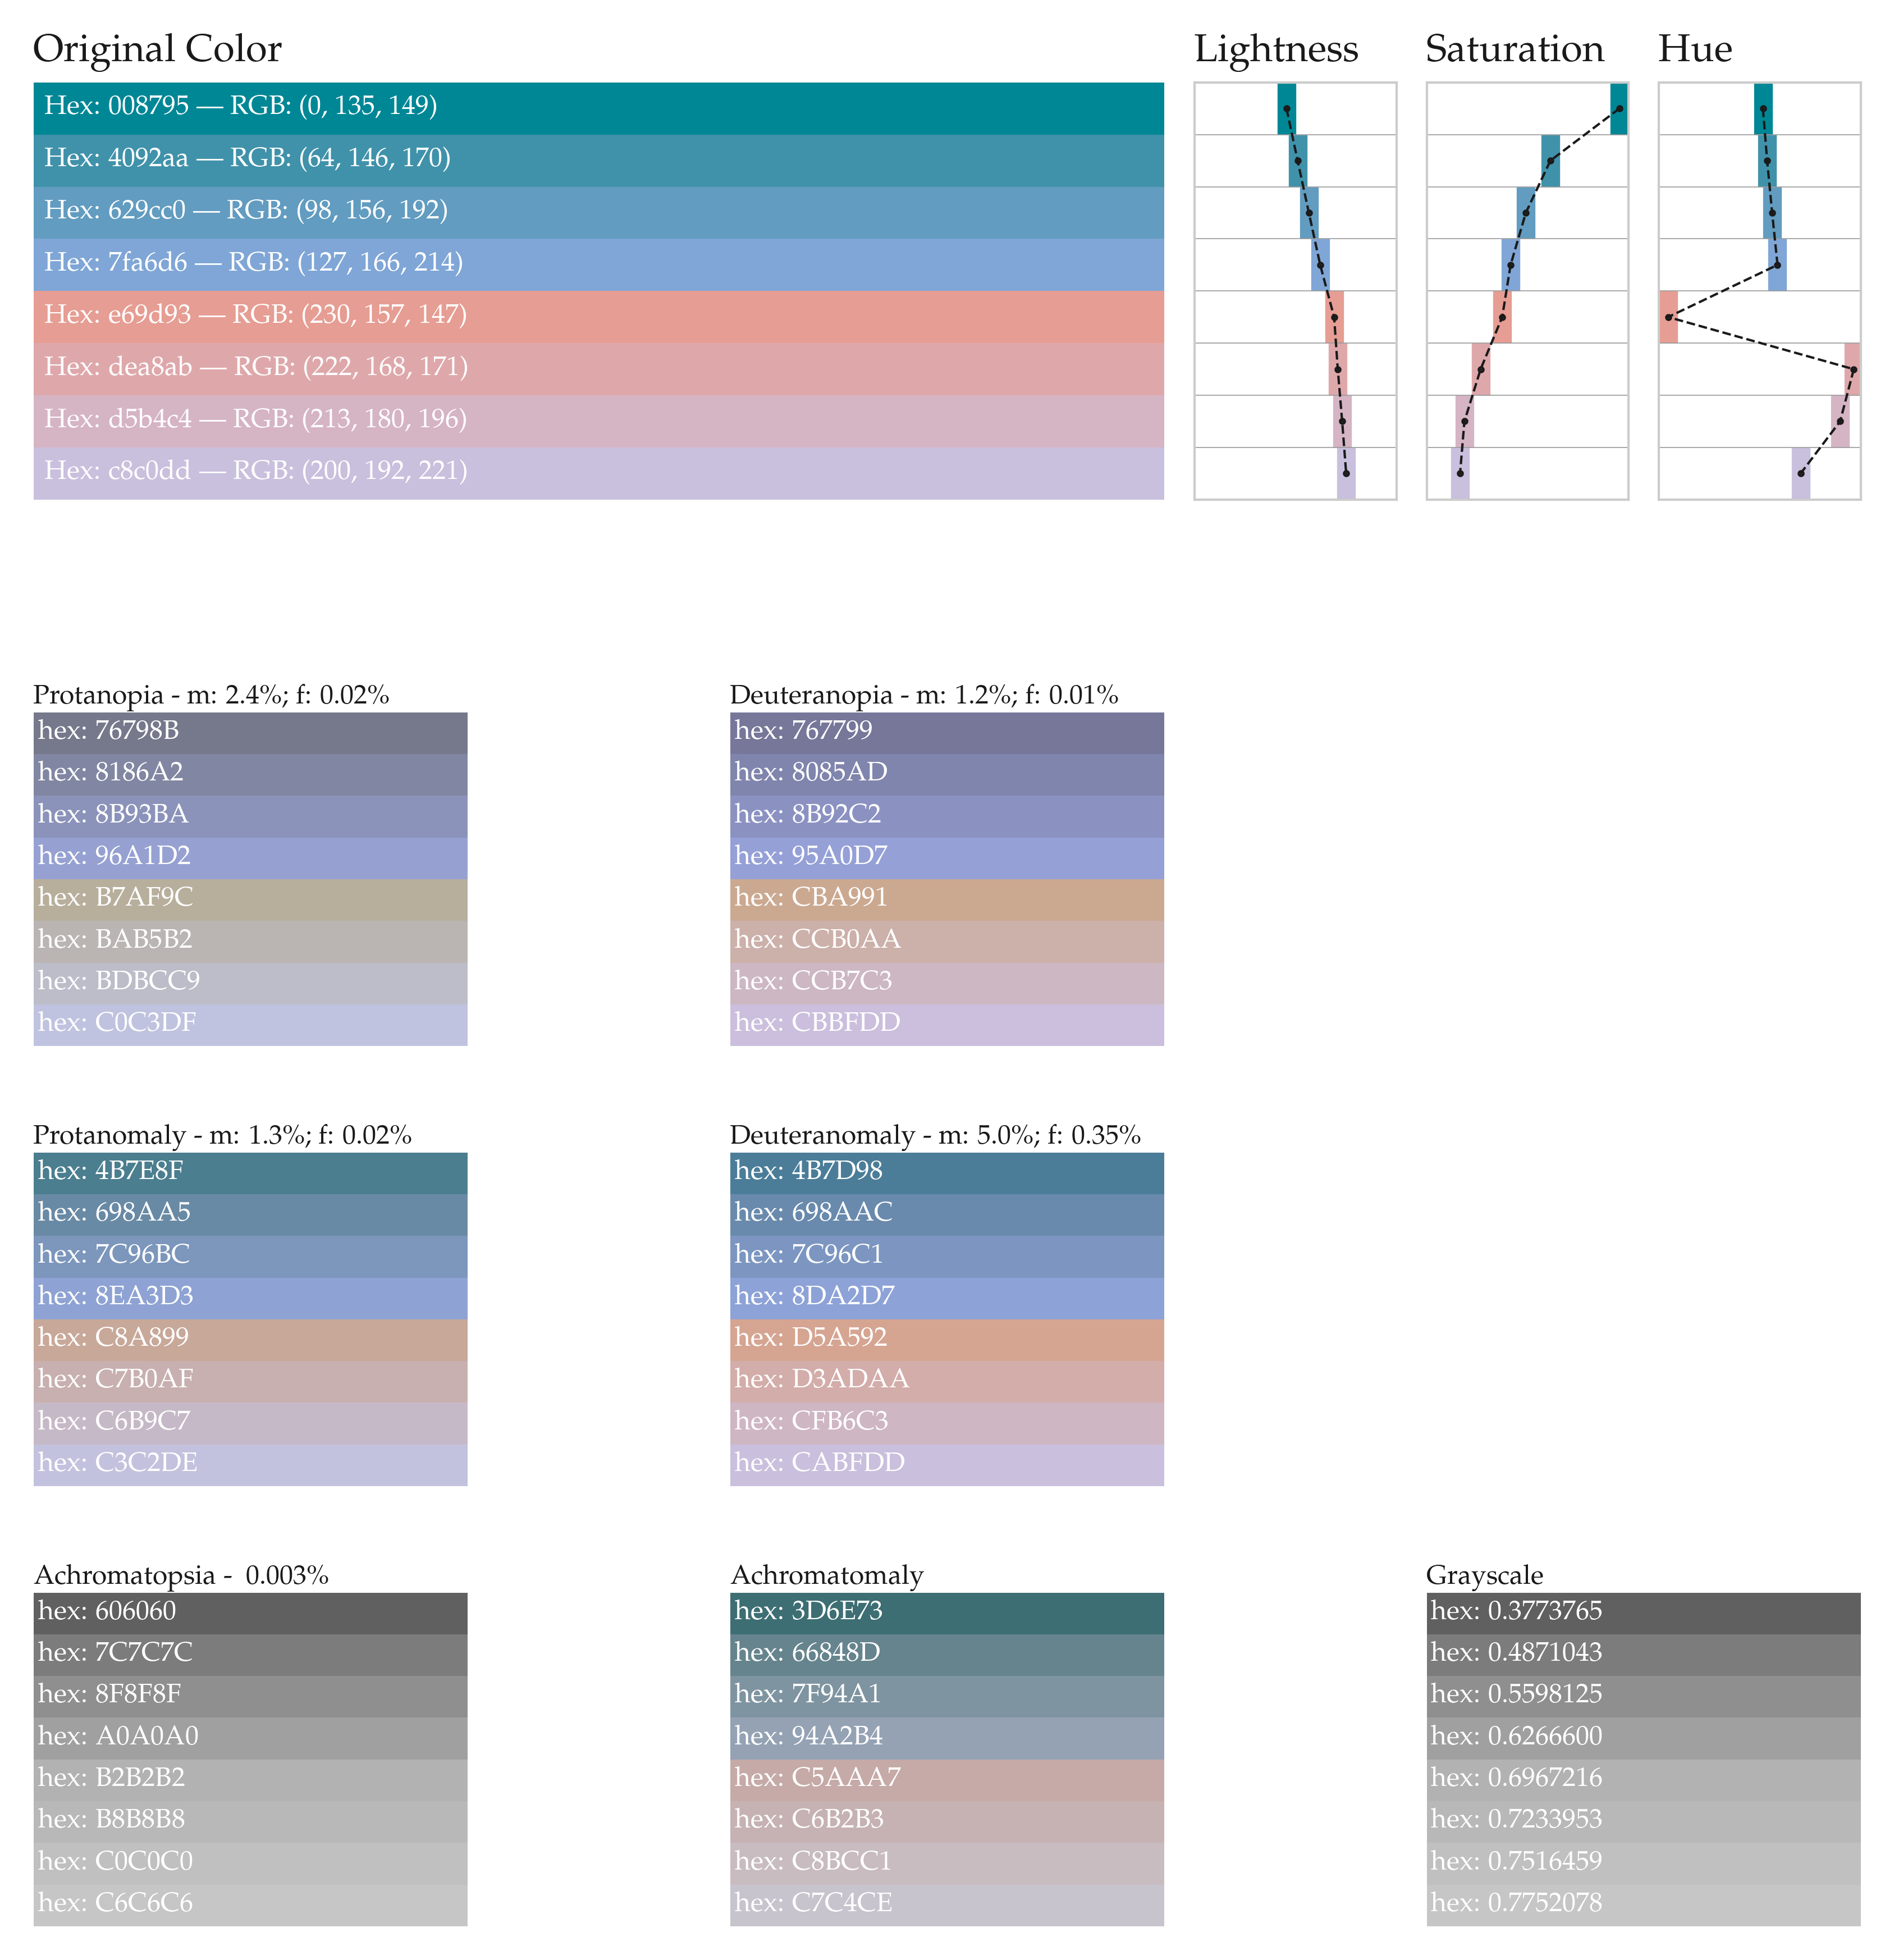 Original Color
Lightness
Saturation
Hue
Hex: 008795 — RGB: (0, 135, 149)
Hex: 4092aa — RGB: (64, 146, 170)
Hex: 629cc0 — RGB: (98, 156, 192)
Hex: 7fa6d6 — RGB: (127, 166, 214)
Hex: e69d93 — RGB: (230, 157, 147)
Hex: dea8ab — RGB: (222, 168, 171)
Hex: d5b4c4 — RGB: (213, 180, 196)
Hex: c8c0dd — RGB: (200, 192, 221)
Protanopia - m: 2.4%; f: 0.02%
hex: 76798B
hex: 8186A2
hex: 8B93BA
hex: 96A1D2
hex: B7AF9C
hex: BAB5B2
hex: BDBCC9
hex: C0C3DF
Deuteranopia - m: 1.2%; f: 0.01%
hex: 767799
hex: 8085AD
hex: 8B92C2
hex: 95A0D7
hex: CBA991
hex: CCB0AA
hex: CCB7C3
hex: CBBFDD
Protanomaly - m: 1.3%; f: 0.02%
hex: 4B7E8F
hex: 698AA5
hex: 7C96BC
hex: 8EA3D3
hex: C8A899
hex: C7B0AF
hex: C6B9C7
hex: C3C2DE
Deuteranomaly - m: 5.0%; f: 0.35%
hex: 4B7D98
hex: 698AAC
hex: 7C96C1
hex: 8DA2D7
hex: D5A592
hex: D3ADAA
hex: CFB6C3
hex: CABFDD
Achromatopsia - 0.003%
hex: 606060
hex: 7C7C7C
hex: 8F8F8F
hex: A0A0A0
hex: B2B2B2
hex: B8B8B8
hex: C0C0C0
hex: C6C6C6
Achromatomaly
hex: 3D6E73
hex: 66848D
hex: 7F94A1
hex: 94A2B4
hex: C5AAA7
hex: C6B2B3
hex: C8BCC1
hex: C7C4CE
Grayscale
hex: 0.3773765
hex: 0.4871043
hex: 0.5598125
hex: 0.6266600
hex: 0.6967216
hex: 0.7233953
hex: 0.7516459
hex: 0.7752078